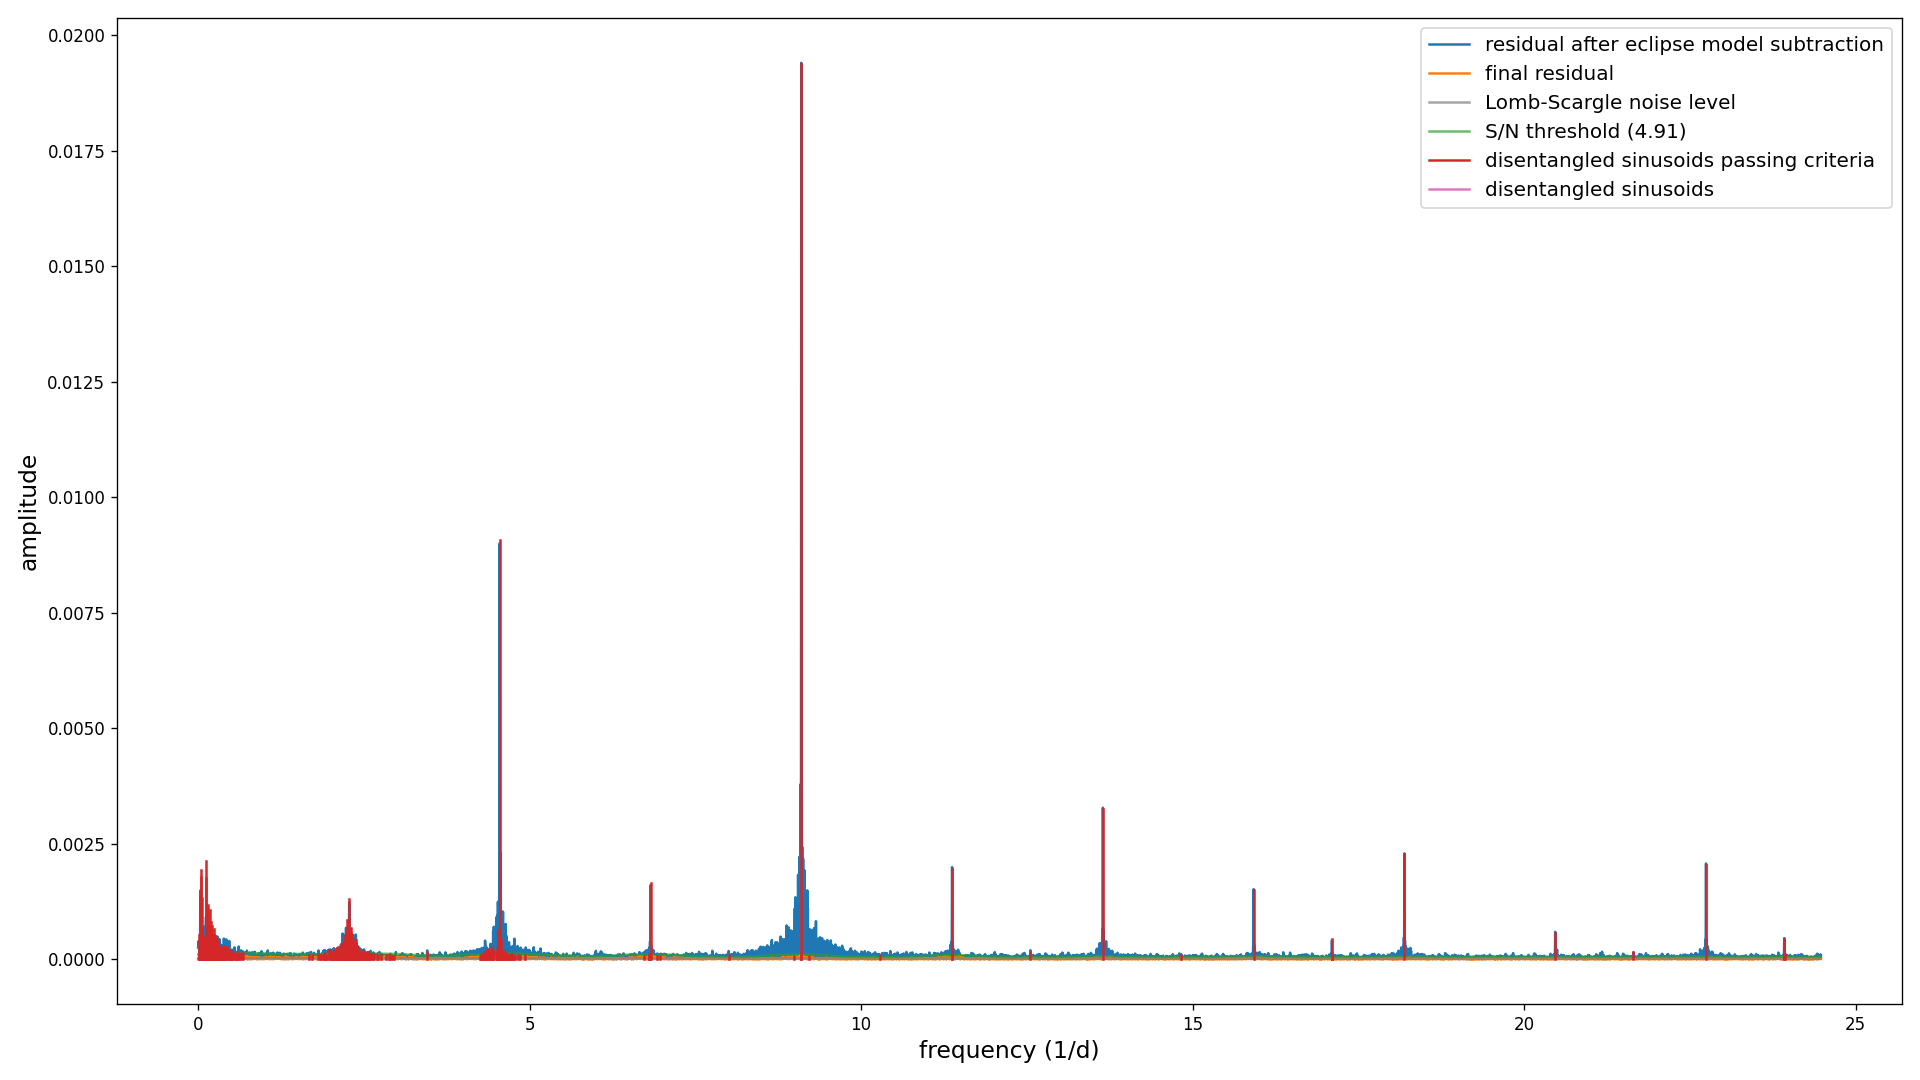 0.0200
0.0175
0.0150
0.0125
0.0100
0.0075
0.0050
0.0025
0.0000
amplitude
0 5 10 15 20 25
frequency (1/d)
residual after eclipse model subtraction
final residual
Lomb-Scargle noise level
S/N threshold (4.91)
disentangled sinusoids passing criteria
disentangled sinusoids